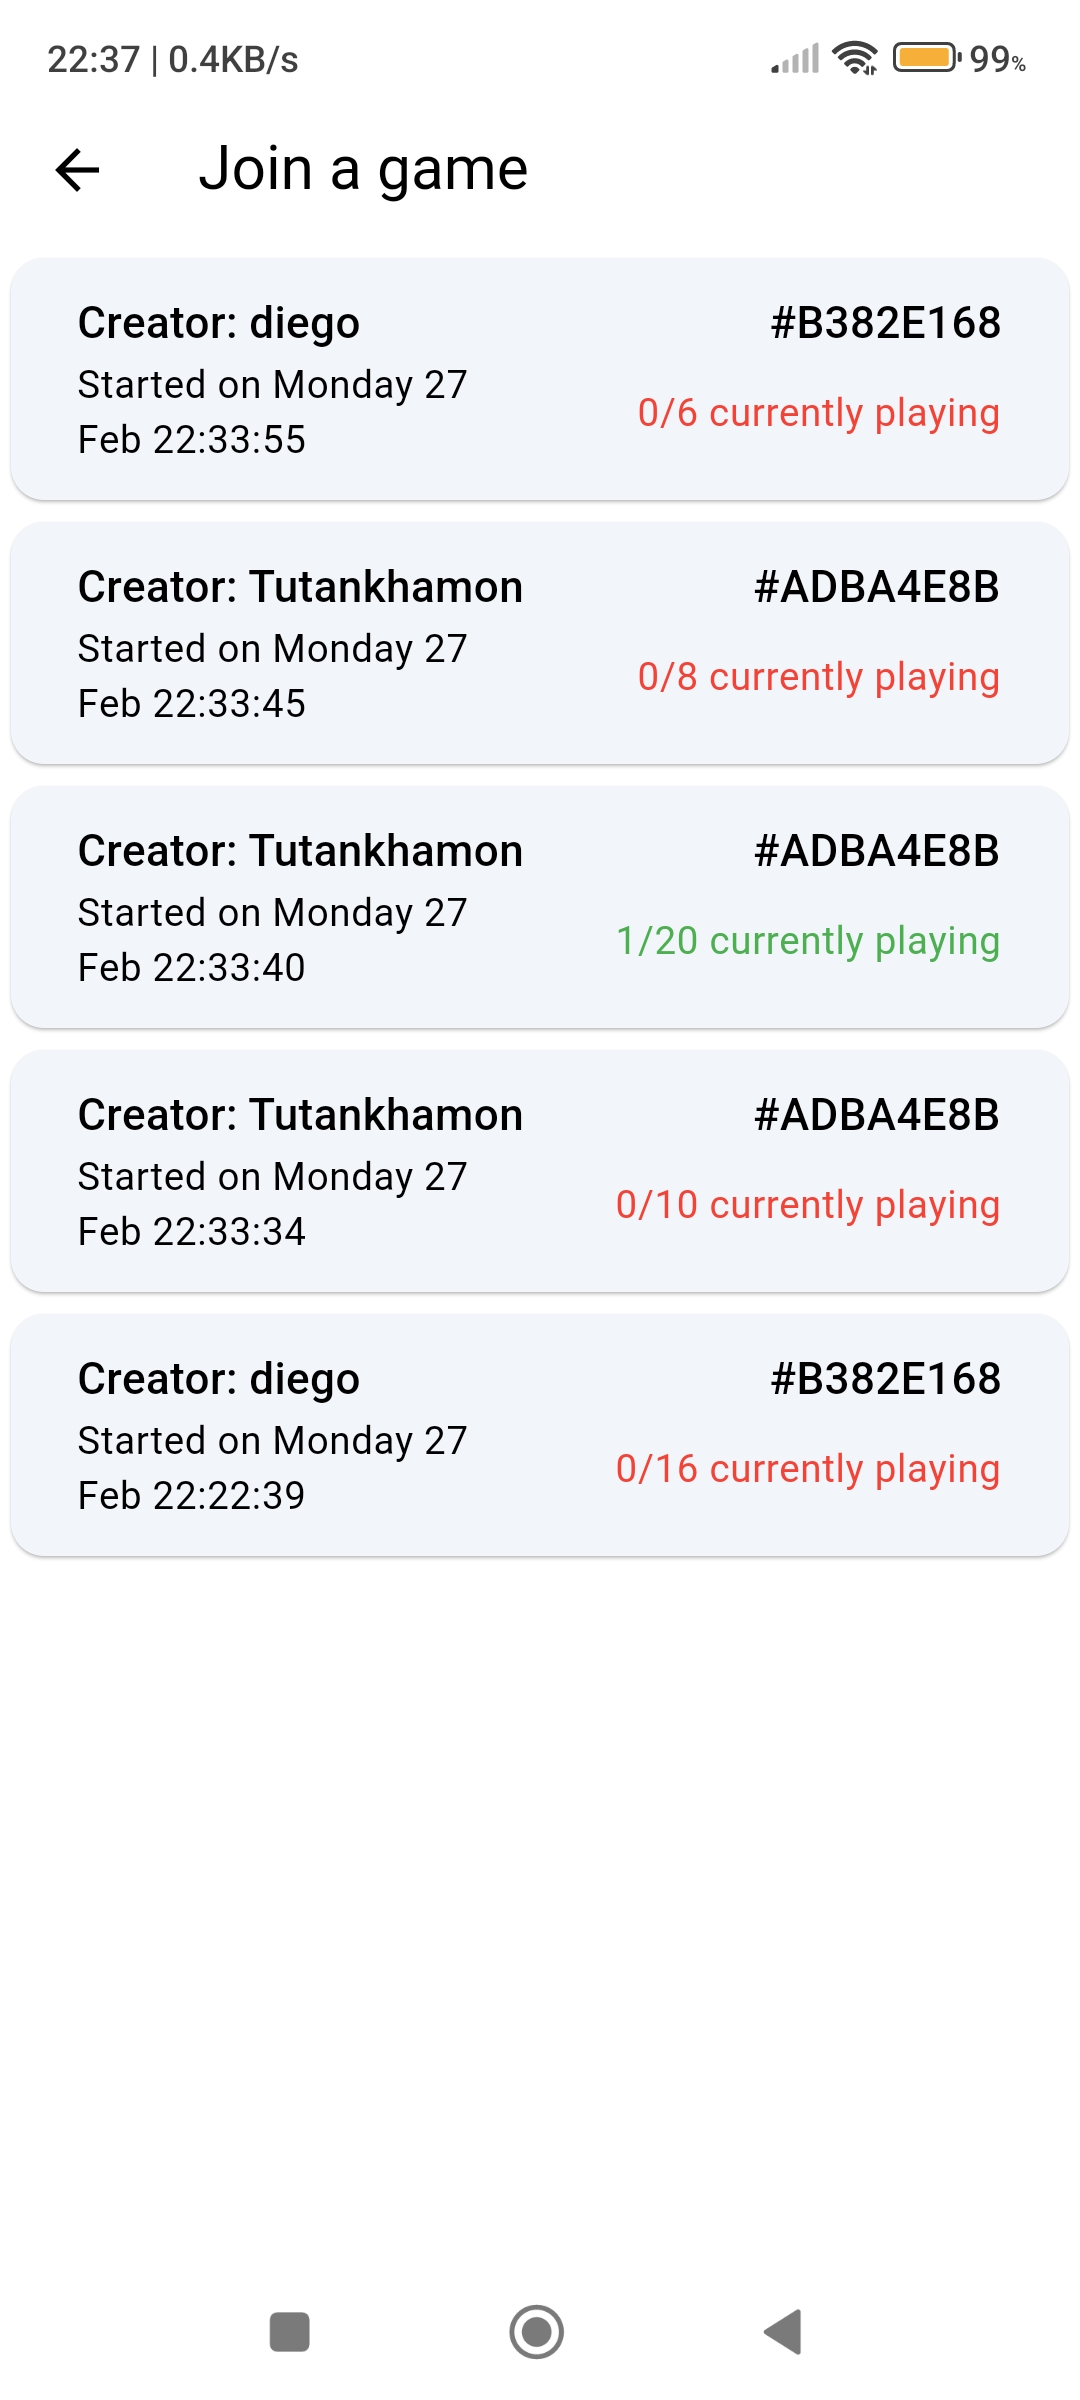 22:37 | 0.4KB/s 99%
Join a game
Creator: diego #B382E168
Started on Monday 27
Feb 22:33:55
0/6 currently playing
Creator: Tutankhamon #ADBA4E8B
Started on Monday 27
Feb 22:33:45
0/8 currently playing
Creator: Tutankhamon #ADBA4E8B
Started on Monday 27
Feb 22:33:40
1/20 currently playing
Creator: Tutankhamon #ADBA4E8B
Started on Monday 27
Feb 22:33:34
0/10 currently playing
Creator: diego #B382E168
Started on Monday 27
Feb 22:22:39
0/16 currently playing